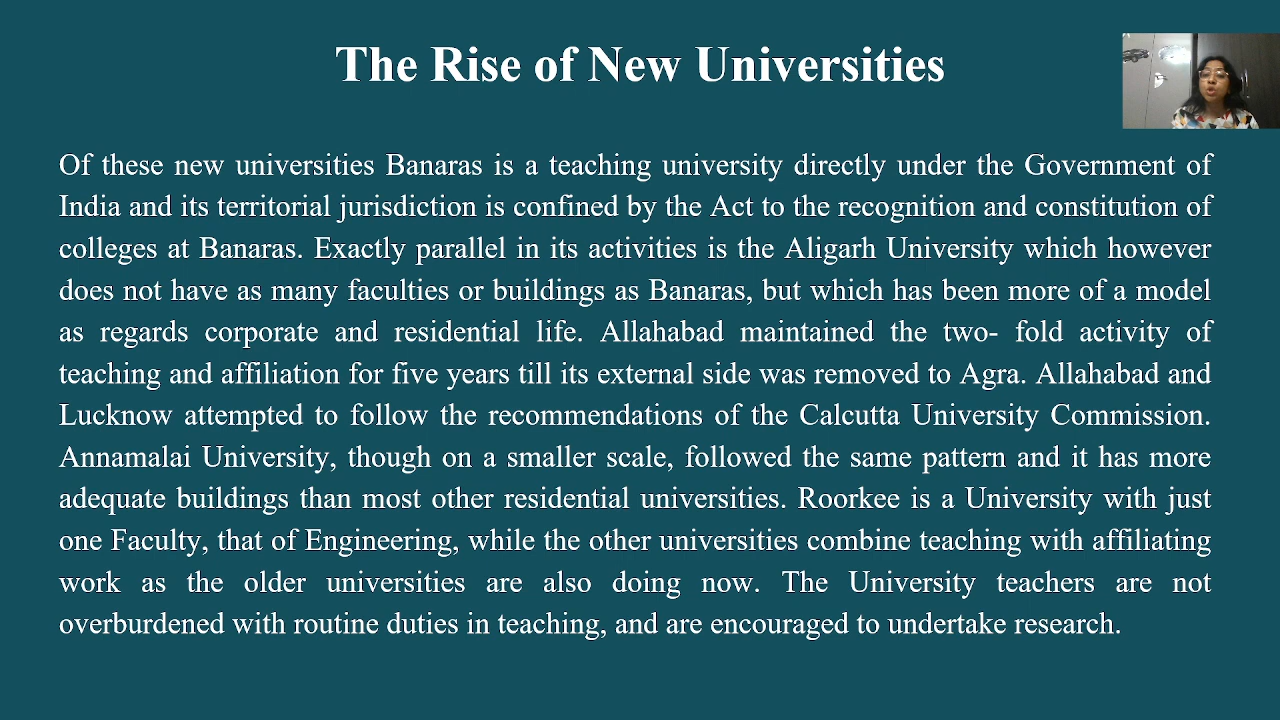 The Rise of New Universities
Of these new universities Banaras is a teaching university directly under the Government of
India and its territorial jurisdiction is confined by the Act to the recognition and constitution of
colleges at Banaras. Exactly parallel in its activities is the Aligarh University which however
does not have as many faculties or buildings as Banaras, but which has been more of a model
as regards corporate and residential life. Allahabad maintained the two- fold activity of
teaching and affiliation for five years till its external side was removed to Agra. Allahabad and
Lucknow attempted to follow the recommendations of the Calcutta University Commission.
Annamalai University, though on a smaller scale, followed the same pattern and it has more
adequate buildings than most other residential universities. Roorkee is a University with just
one Faculty, that of Engineering, while the other universities combine teaching with affiliating
work as the older universities are also doing now. The University teachers are not
overburdened with routine duties in teaching, and are encouraged to undertake research.